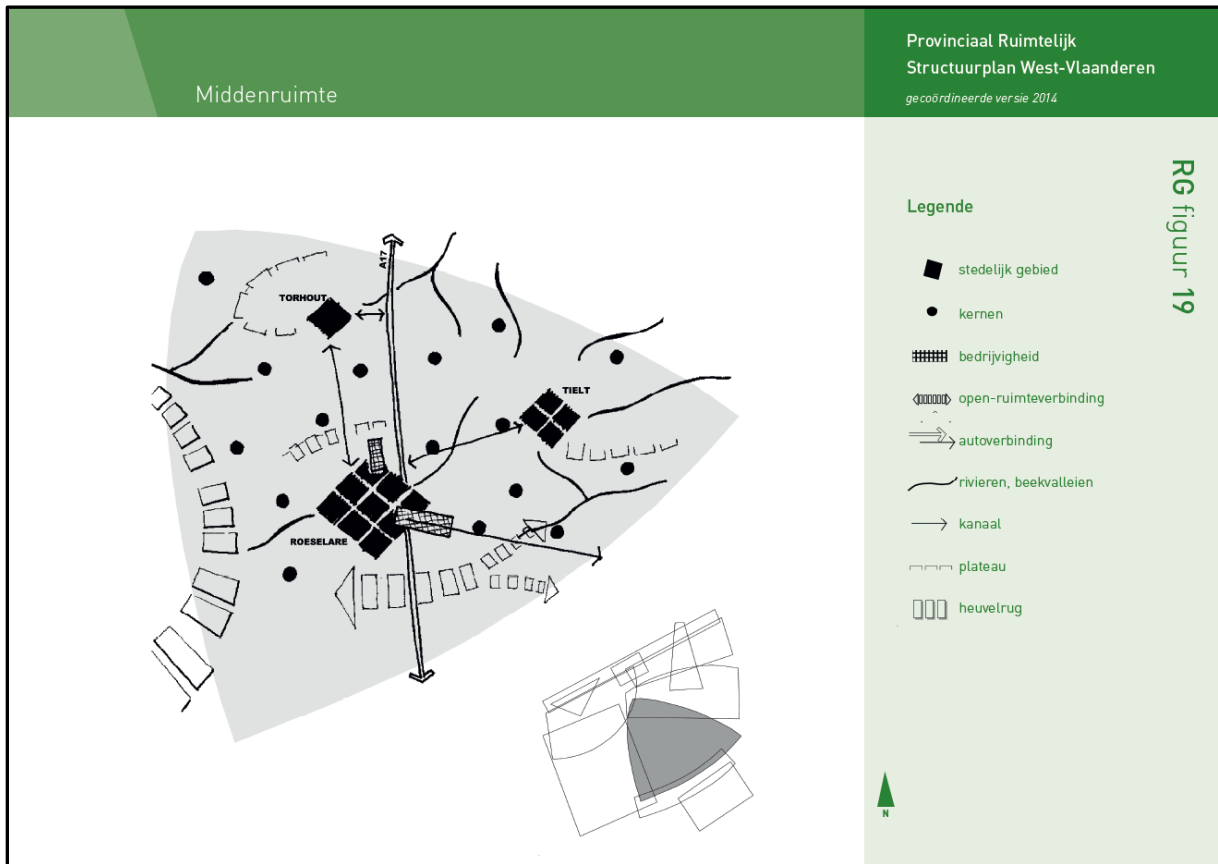 Middenruimte
Provinciaal Ruimtelijk
Structuurplan West-Vlaanderen
gecoördineerde versie 2014
RG figuur 19
Legende
stedelijk gebied
kernen
bedrijvigheid
open-ruimteverbinding
autoverbinding
rivieren, beekvalleien
kanaal
plateau
heuvelrug
A17
TORHOUT
TIELT
ROESELARE
N